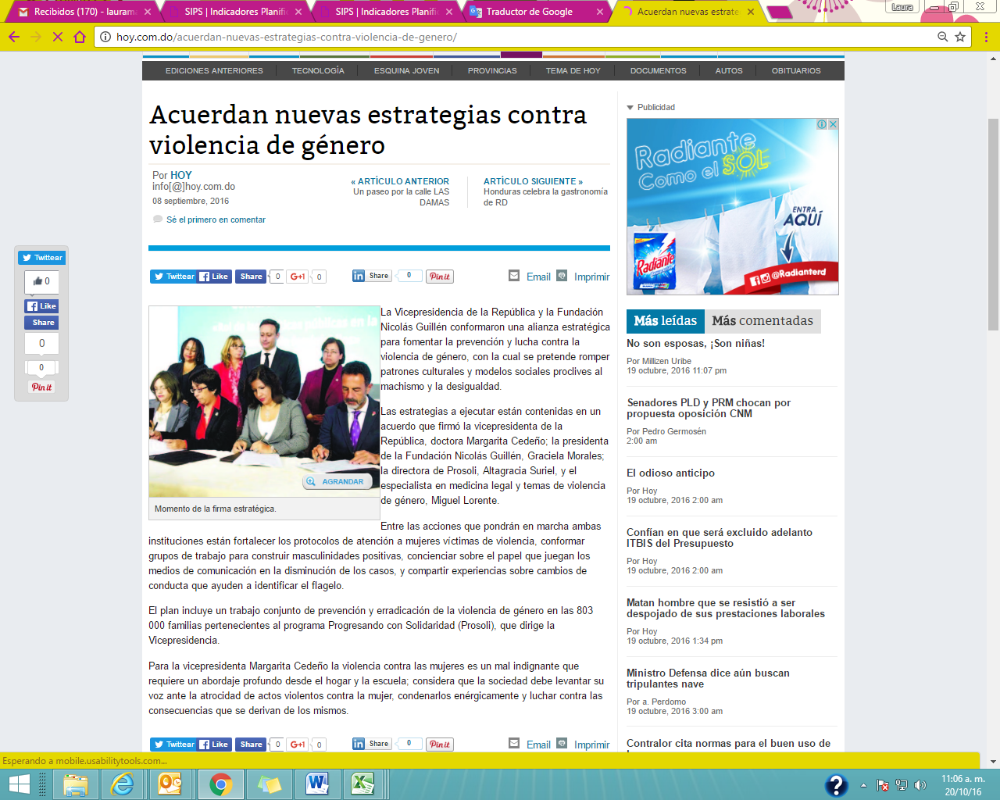 Recibidos (170) - laurama
SIPS | Indicadores Planifi
SIPS | Indicadores Planific
Traductor de Google
Acuerdan nuevas estrate
Laura
hoy.com.do/acuerdan-nuevas-estrategias-contra-violencia-de-genero/
EDICIONES ANTERIORES
TECNOLOGÍA
ESQUINA JOVEN
PROVINCIAS
TEMA DE HOY
DOCUMENTOS
AUTOS
OBITUARIOS
Acuerdan nuevas estrategias contra
violencia de género
Por HOY
info[@]hoy.com.do
08 septiembre, 2016
Sé el primero en comentar
« ARTÍCULO ANTERIOR
Un paseo por la calle LAS
DAMAS
ARTÍCULO SIGUIENTE »
Honduras celebra la gastronomía
de RD
Twittear
0
Like
Share
0
0
Pin it
Twittear Like Share 0 G+1 0
in Share 0 Pin it
Email Imprimir
AGRANDAR
Momento de la firma estratégica.
La Vicepresidencia de la República y la Fundación
Nicolás Guillén conformaron una alianza estratégica
para fomentar la prevención y lucha contra la
violencia de género, con la cual se pretende romper
patrones culturales y modelos sociales proclives al
machismo y la desigualdad.
Las estrategias a ejecutar están contenidas en un
acuerdo que firmó la vicepresidenta de la
República, doctora Margarita Cedeño; la presidenta
de la Fundación Nicolás Guillén, Graciela Morales;
la directora de Prosoli, Altagracia Suriel, y el
especialista en medicina legal y temas de violencia
de género, Miguel Lorente.
Entre las acciones que pondrán en marcha ambas
instituciones están fortalecer los protocolos de atención a mujeres víctimas de violencia, conformar
grupos de trabajo para construir masculinidades positivas, concienciar sobre el papel que juegan los
medios de comunicación en la disminución de los casos, y compartir experiencias sobre cambios de
conducta que ayuden a identificar el flagelo.
El plan incluye un trabajo conjunto de prevención y erradicación de la violencia de género en las 803
000 familias pertenecientes al programa Progresando con Solidaridad (Prosoli), que dirige la
Vicepresidencia.
Para la vicepresidenta Margarita Cedeño la violencia contra las mujeres es un mal indignante que
requiere un abordaje profundo desde el hogar y la escuela; considera que la sociedad debe levantar su
voz ante la atrocidad de actos violentos contra la mujer, condenarlos enérgicamente y luchar contra las
consecuencias que se derivan de los mismos.
Twittear Like Share 0 G+1 0
in Share 0 Pin it
Email Imprimir
Publicidad
Radiante
Como el SOL
ENTRA
AQUÍ
Radiante
@Radianterd
Más leídas
Más comentadas
No son esposas, ¡Son niñas!
Por Millizen Uribe
19 octubre, 2016 11:07 pm
Senadores PLD y PRM chocan por
propuesta oposición CNM
Por Pedro Germosén
2:00 am
El odioso anticipo
Por Hoy
19 octubre, 2016 2:00 am
Confían en que será excluido adelanto
ITBIS del Presupuesto
Por Hoy
19 octubre, 2016 2:00 am
Matan hombre que se resistió a ser
despojado de sus prestaciones laborales
Por Hoy
19 octubre, 2016 1:34 pm
Ministro Defensa dice aún buscan
tripulantes nave
Por a. Perdomo
19 octubre, 2016 3:00 am
Contralor cita normas para el buen uso de
Esperando a mobile.usabilitytools.com...
11:06 a. m.
20/10/16